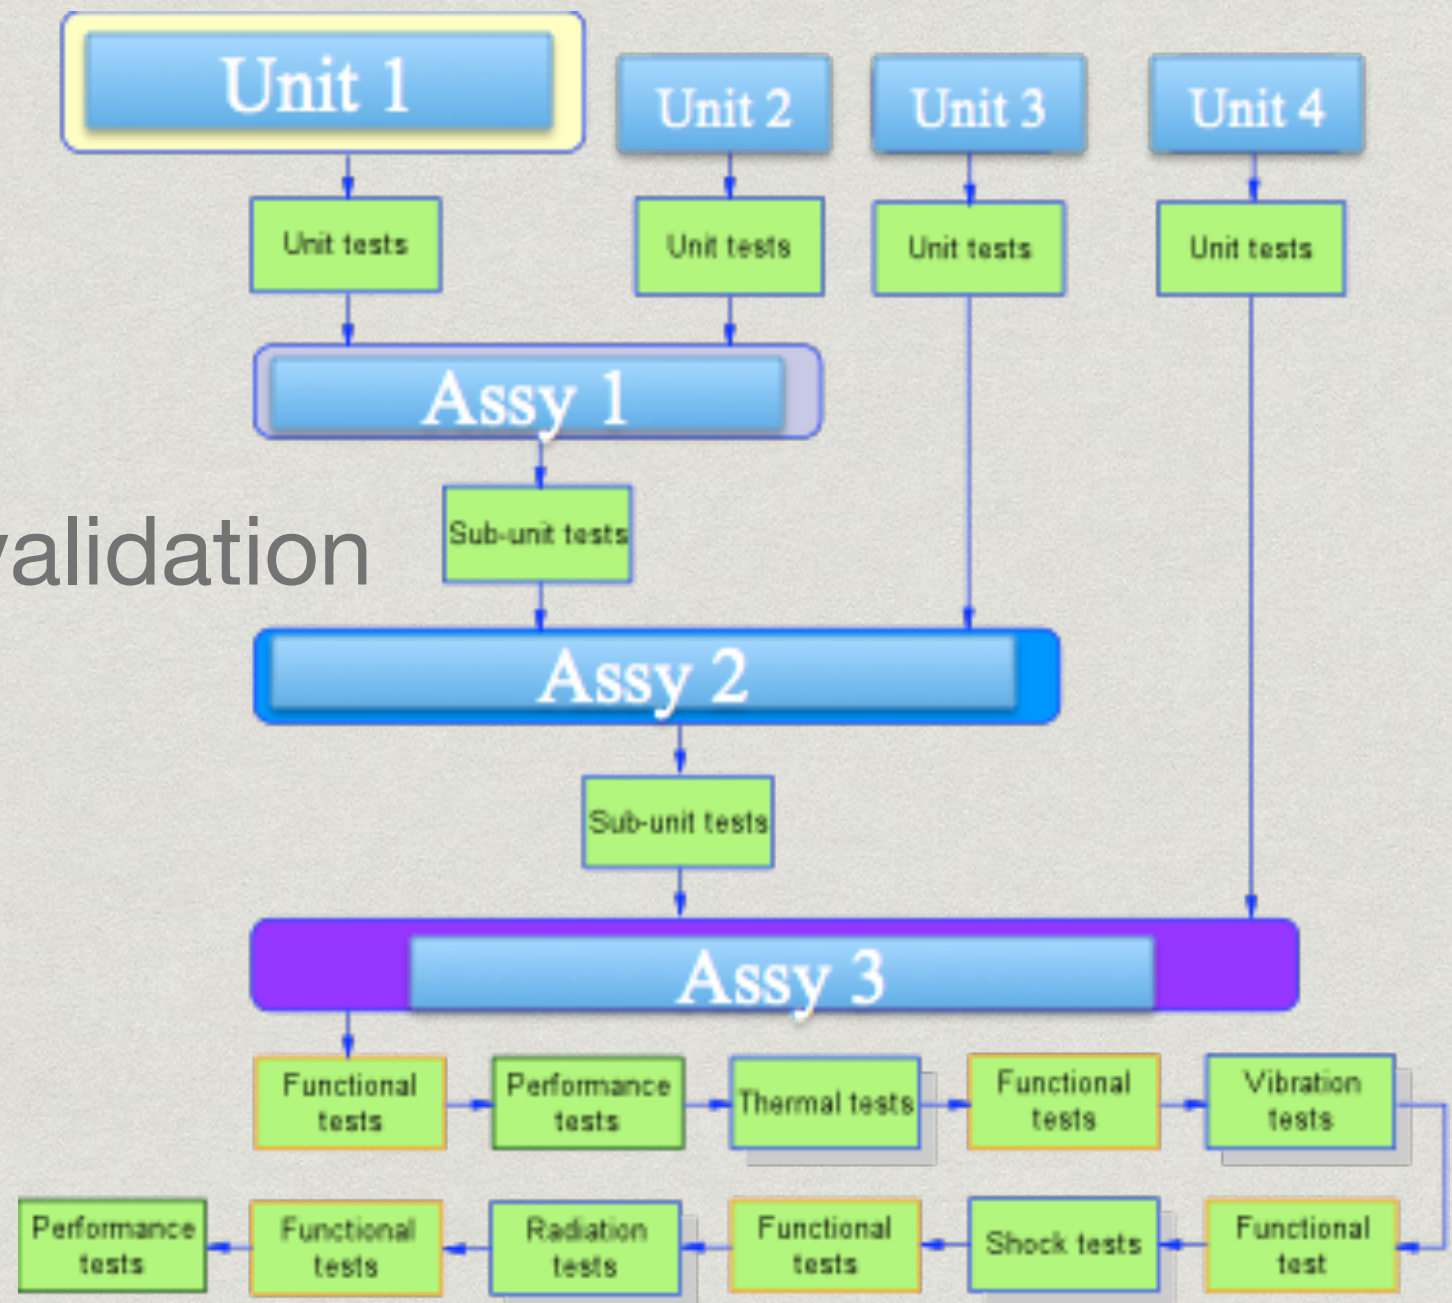 Unit 1
Unit 2
Unit 3
Unit 4
Unit tests
Unit tests
Unit tests
Unit tests
Assy 1
Sub-unit tests
validation
Assy 2
Sub-unit tests
Assy 3
Functional
tests
Performance
tests
Thermal tests
Functional
tests
Vibration
tests
Performance
tests
Functional
tests
Radiation
tests
Functional
tests
Shock tests
Functional
test